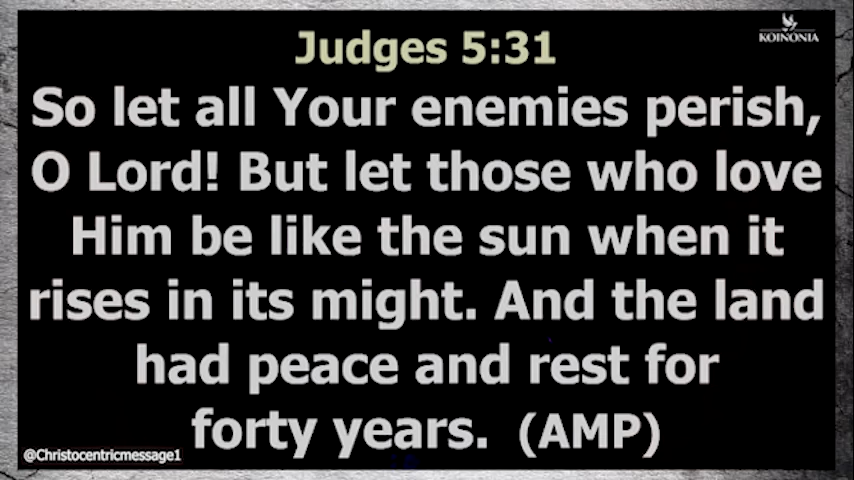 KOINONIA
Judges 5:31
So let all Your enemies perish,
O Lord! But let those who love
Him be like the sun when it
rises in its might. And the land
had peace and rest for
forty years. (AMP)
@Christocentricmessage1